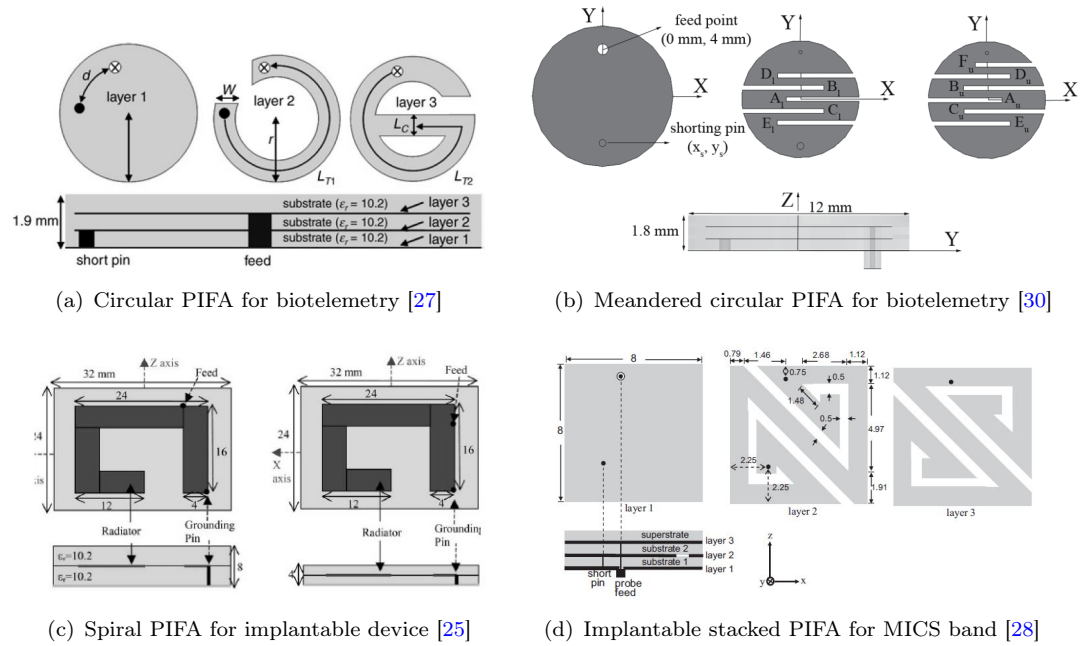 d
layer 1
W
layer 2
r
L_T1
layer 3
L_C
L_T2
1.9 mm
substrate (ε_r = 10.2)
layer 3
substrate (ε_r = 10.2)
layer 2
substrate (ε_r = 10.2)
layer 1
short pin
feed
(a) Circular PIFA for biotelemetry [27]
Y
feed point
(0 mm, 4 mm)
X
shorting pin
(x_s, y_s)
Y
D_l
B_l
A_l
X
C_l
E_l
Y
F_u
D_u
B_u
X
A_u
C_u
E_u
Z
12 mm
1.8 mm
Y
(b) Meandered circular PIFA for biotelemetry [30]
Z axis
32 mm
Feed
24
24
16
12
4
Radiator
Grounding
Pin
ε_r=10.2
ε_r=10.2
8
Z axis
32 mm
Feed
24
24
X
axis
16
12
4
Radiator
Grounding
Pin
4
(c) Spiral PIFA for implantable device [25]
8
8
layer 1
0.79
1.46
2.68
1.12
0.75
0.5
1.12
1.48
0.5
4.97
2.25
2.25
1.91
layer 2
layer 3
superstrate
layer 3
substrate 2
layer 2
substrate 1
layer 1
short
pin
probe
feed
z
y
x
(d) Implantable stacked PIFA for MICS band [28]